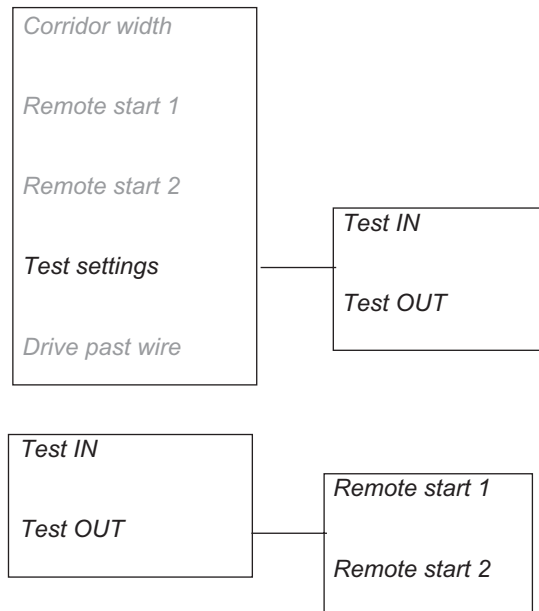 Corridor width
Remote start 1
Remote start 2
Test settings
Drive past wire
Test IN
Test OUT
Test IN
Test OUT
Remote start 1
Remote start 2